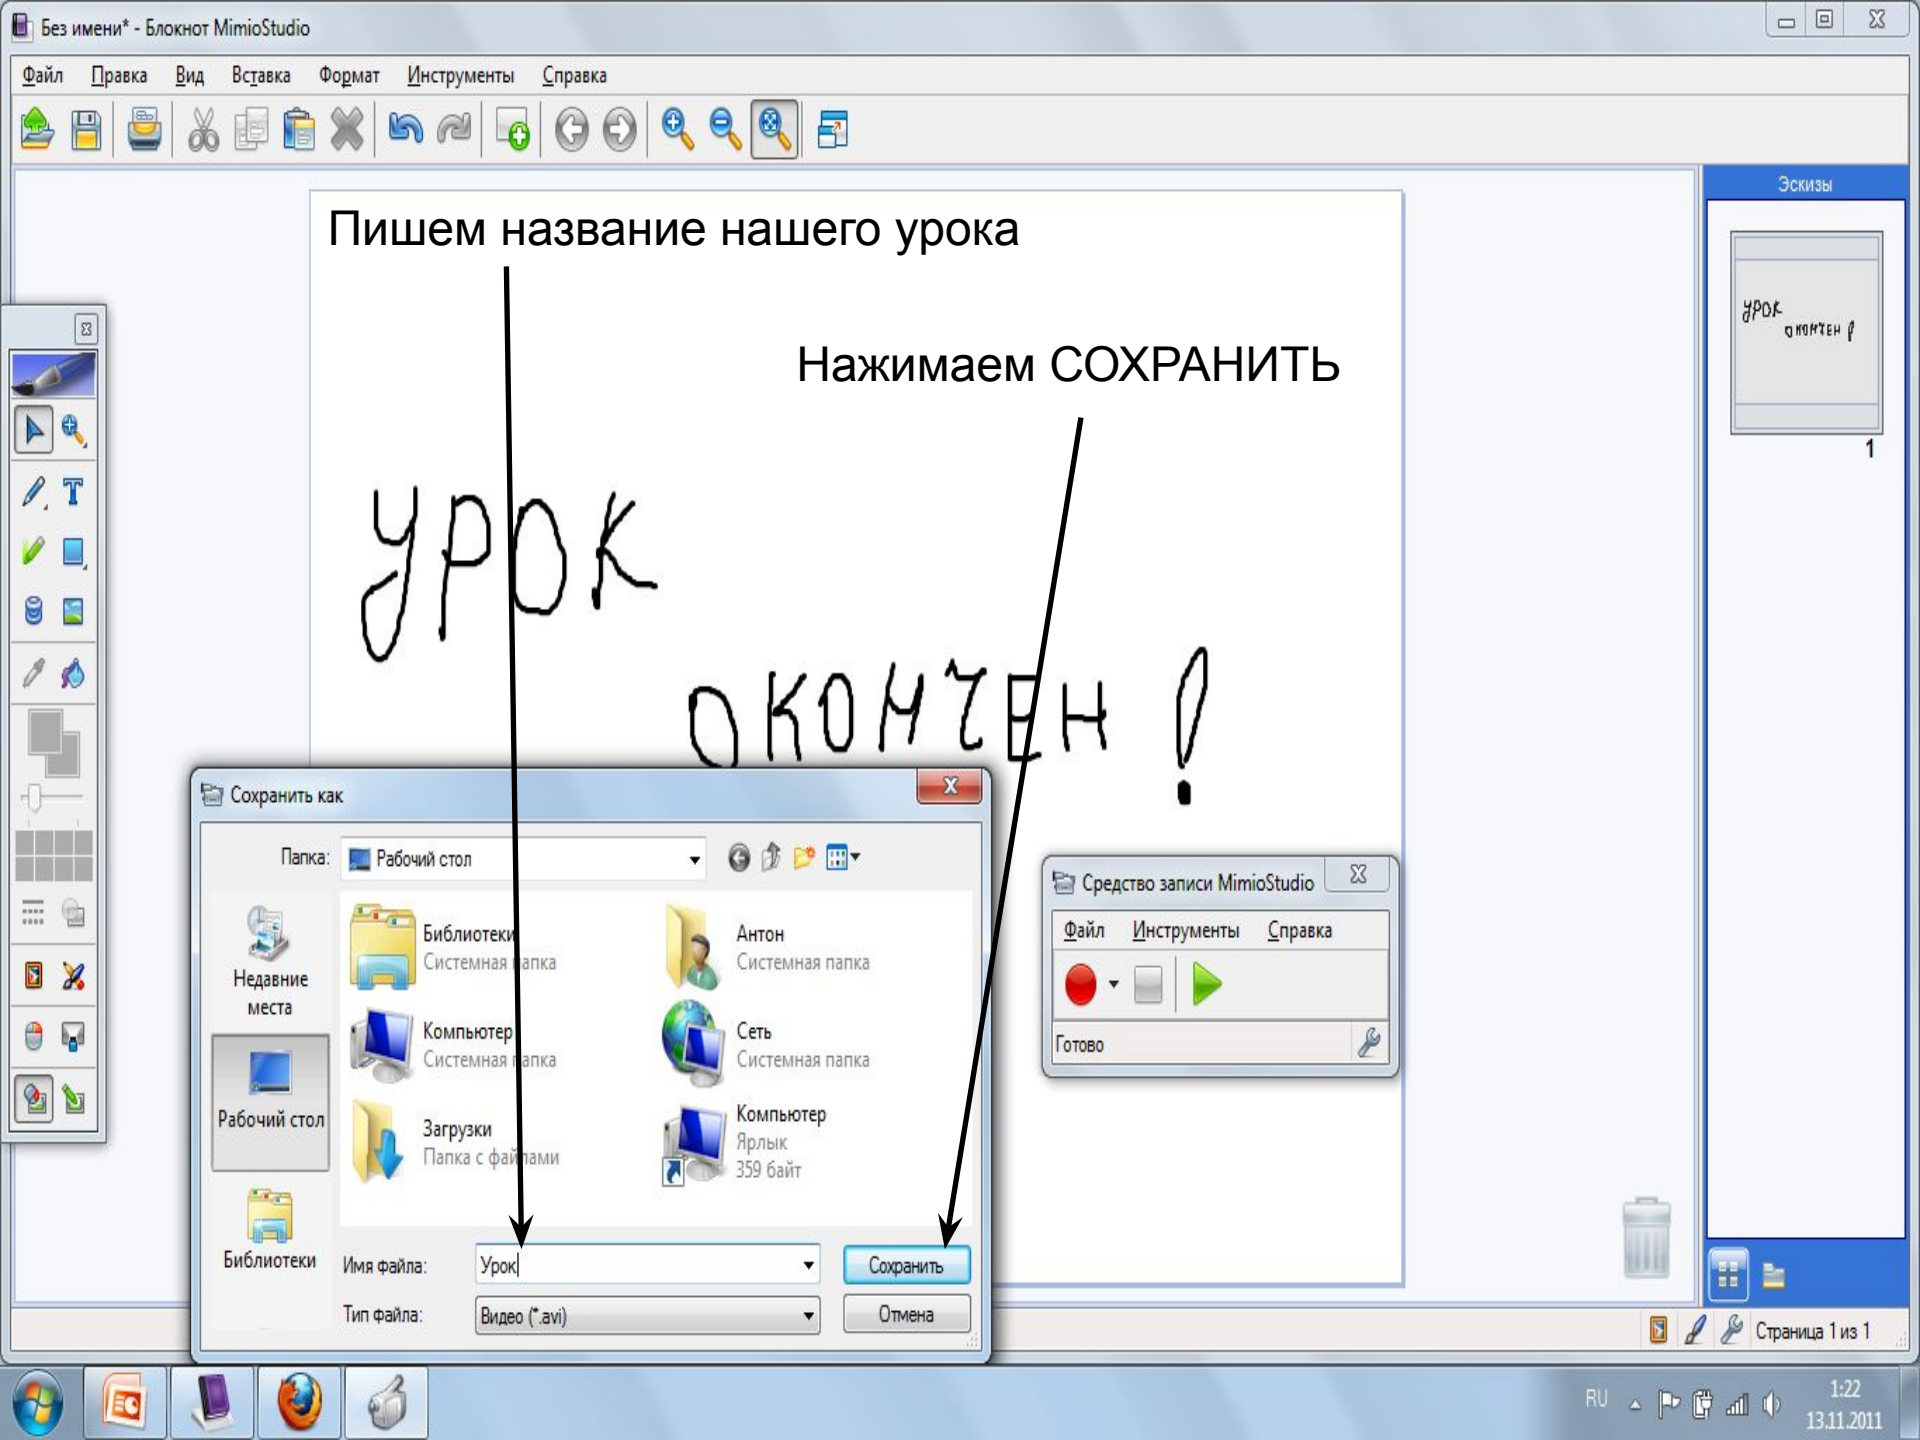 Без имени* - Блокнот MimioStudio
Файл Правка Вид Вставка Формат Инструменты Справка
Эскизы
Пишем название нашего урока
Нажимаем СОХРАНИТЬ
УРОК
ОКОНЧЕН !
УРОК
ОКОНЧЕН !
1
Сохранить как
Папка: Рабочий стол
Недавние места
Рабочий стол
Библиотеки
Библиотеки
Системная папка
Антон
Системная папка
Компьютер
Системная папка
Сеть
Системная папка
Загрузки
Папка с файлами
Компьютер
Ярлык
359 байт
Имя файла: Урок
Сохранить
Тип файла: Видео (*.avi)
Отмена
Средство записи MimioStudio
Файл Инструменты Справка
Готово
Страница 1 из 1
RU
1:22
13.11.2011